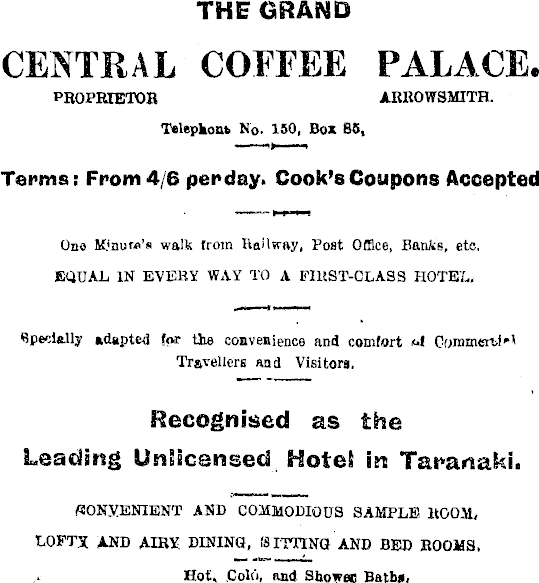 THE GRAND
CENTRAL COFFEE PALACE.
PROPRIETOR ARROWSMITH.
Telephone No. 150, Box 85,
Terms: From 4/6 per day. Cook's Coupons Accepted
One Minute's walk from Railway, Post Office, Banks, etc.
EQUAL IN EVERY WAY TO A FIRST-CLASS HOTEL.
Specially adapted for the convenience and comfort of Commercial
Travellers and Visitors.
Recognised as the
Leading Unlicensed Hotel in Taranaki.
CONVENIENT AND COMMODIOUS SAMPLE ROOM,
LOFTY AND AIRY DINING, SITTING AND BED ROOMS.
Hot, Cold, and Shower Baths,